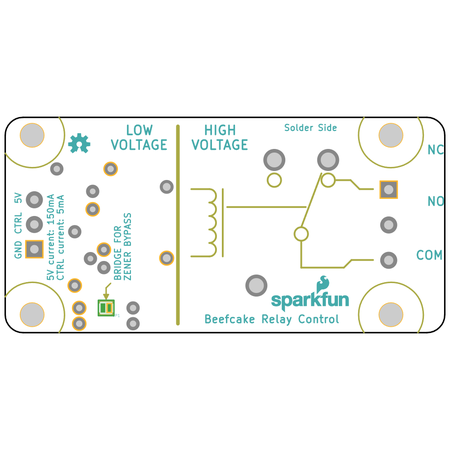 LOW
VOLTAGE
HIGH
VOLTAGE
Solder Side
NC
NO
COM
5V
CTRL
GND
5V current: 150mA
CTRL current: 5mA
BRIDGE FOR
ZENER BYPASS
sparkfun
Beefcake Relay Control